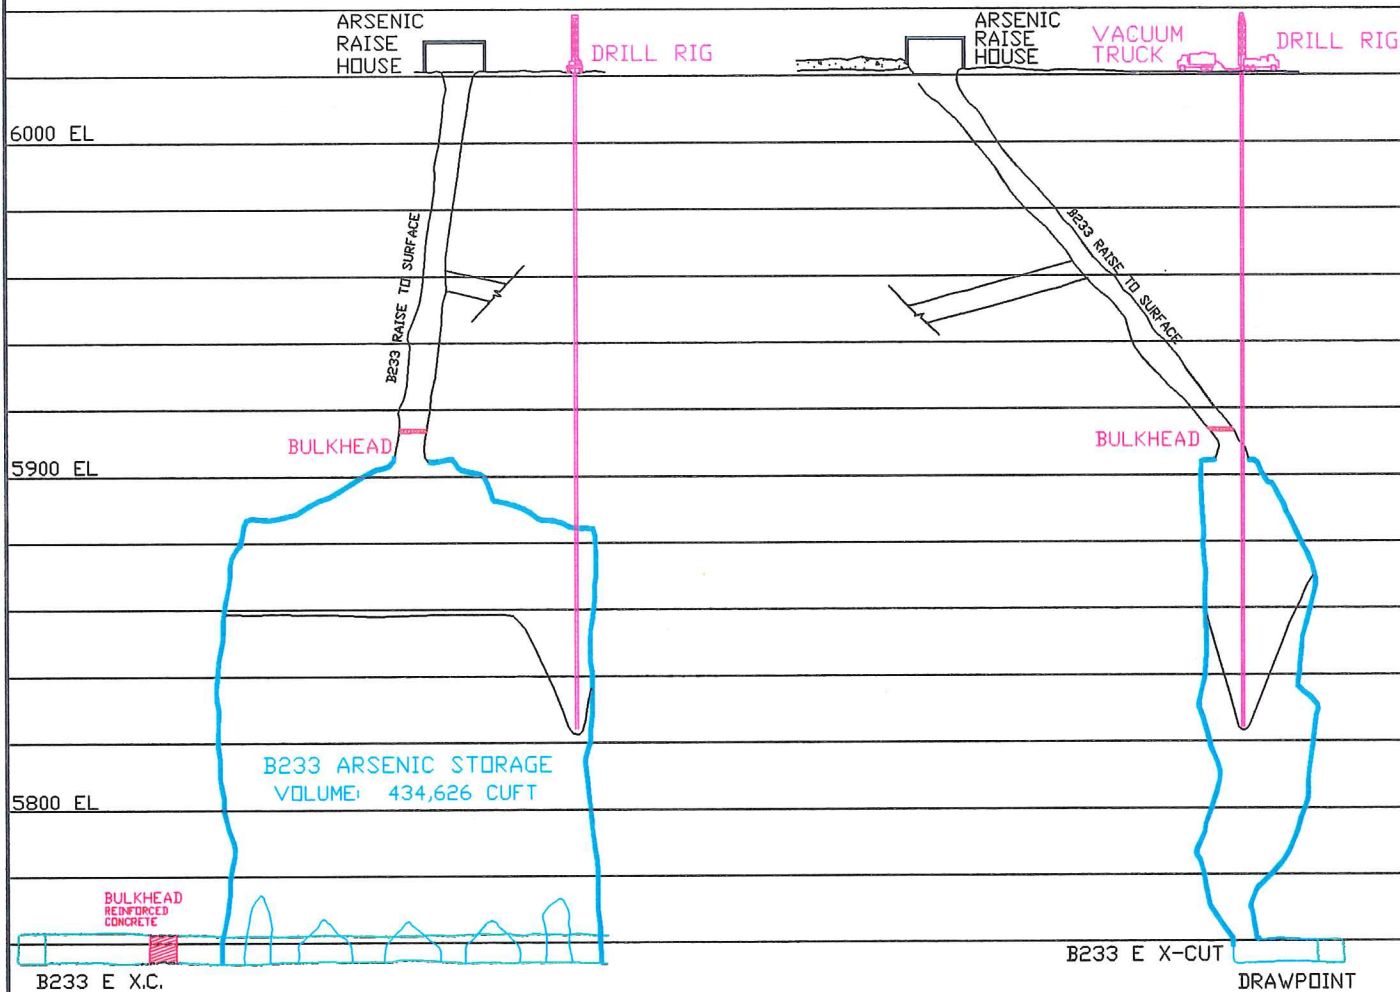 ARSENIC
RAISE
HOUSE
DRILL RIG
ARSENIC
RAISE
HOUSE
VACUUM
TRUCK
DRILL RIG
6000 EL
B233 RAISE TO SURFACE
B233 RAISE TO SURFACE
BULKHEAD
BULKHEAD
5900 EL
B233 ARSENIC STORAGE
VOLUME: 434,626 CUFT
5800 EL
BULKHEAD
REINFORCED
CONCRETE
B233 E X.C.
B233 E X-CUT
DRAWPOINT